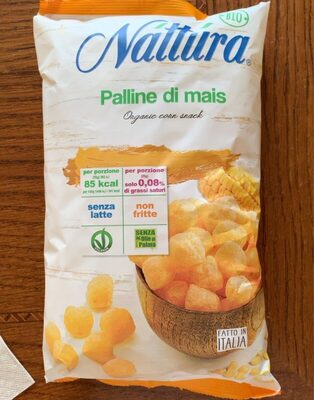 BIO
Náttúra
Palline di mais
Organic corn snack
per porzione
85 kcal
per porzione
solo 0,08%
di grassi saturi
senza
latte
non
fritte
SENZA
Olio di
Palma
FATTO IN
ITALIA